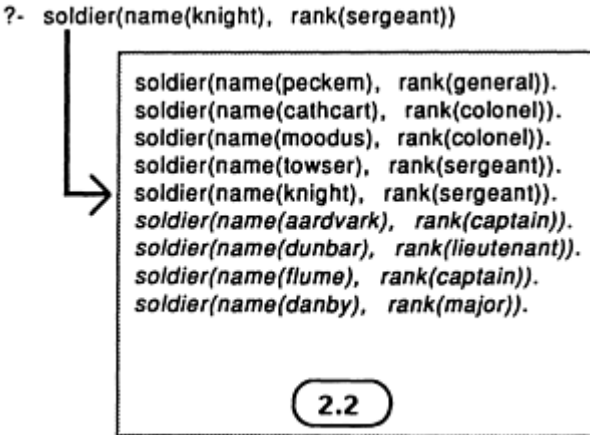 ?- soldier(name(knight), rank(sergeant))
soldier(name(peckem), rank(general)).
soldier(name(cathcart), rank(colonel)).
soldier(name(moodus), rank(colonel)).
soldier(name(towser), rank(sergeant)).
soldier(name(knight), rank(sergeant)).
soldier(name(aardvark), rank(captain)).
soldier(name(dunbar), rank(lieutenant)).
soldier(name(flume), rank(captain)).
soldier(name(danby), rank(major)).
2.2